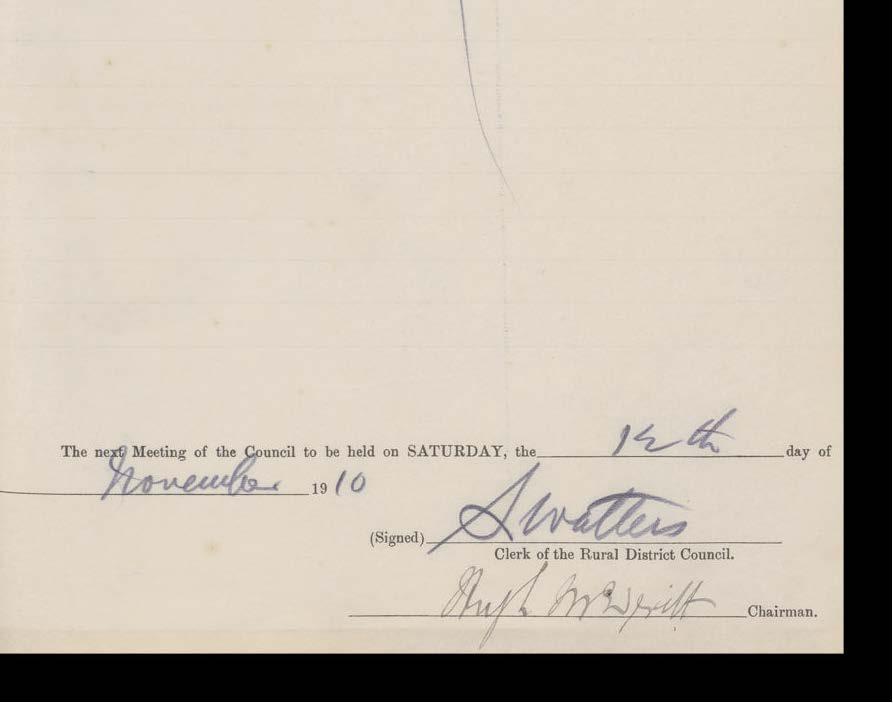 The next Meeting of the Council to be held on SATURDAY, the 12th day of
November 1910
(Signed) S Watters
Clerk of the Rural District Council.
Hugh Chairman.